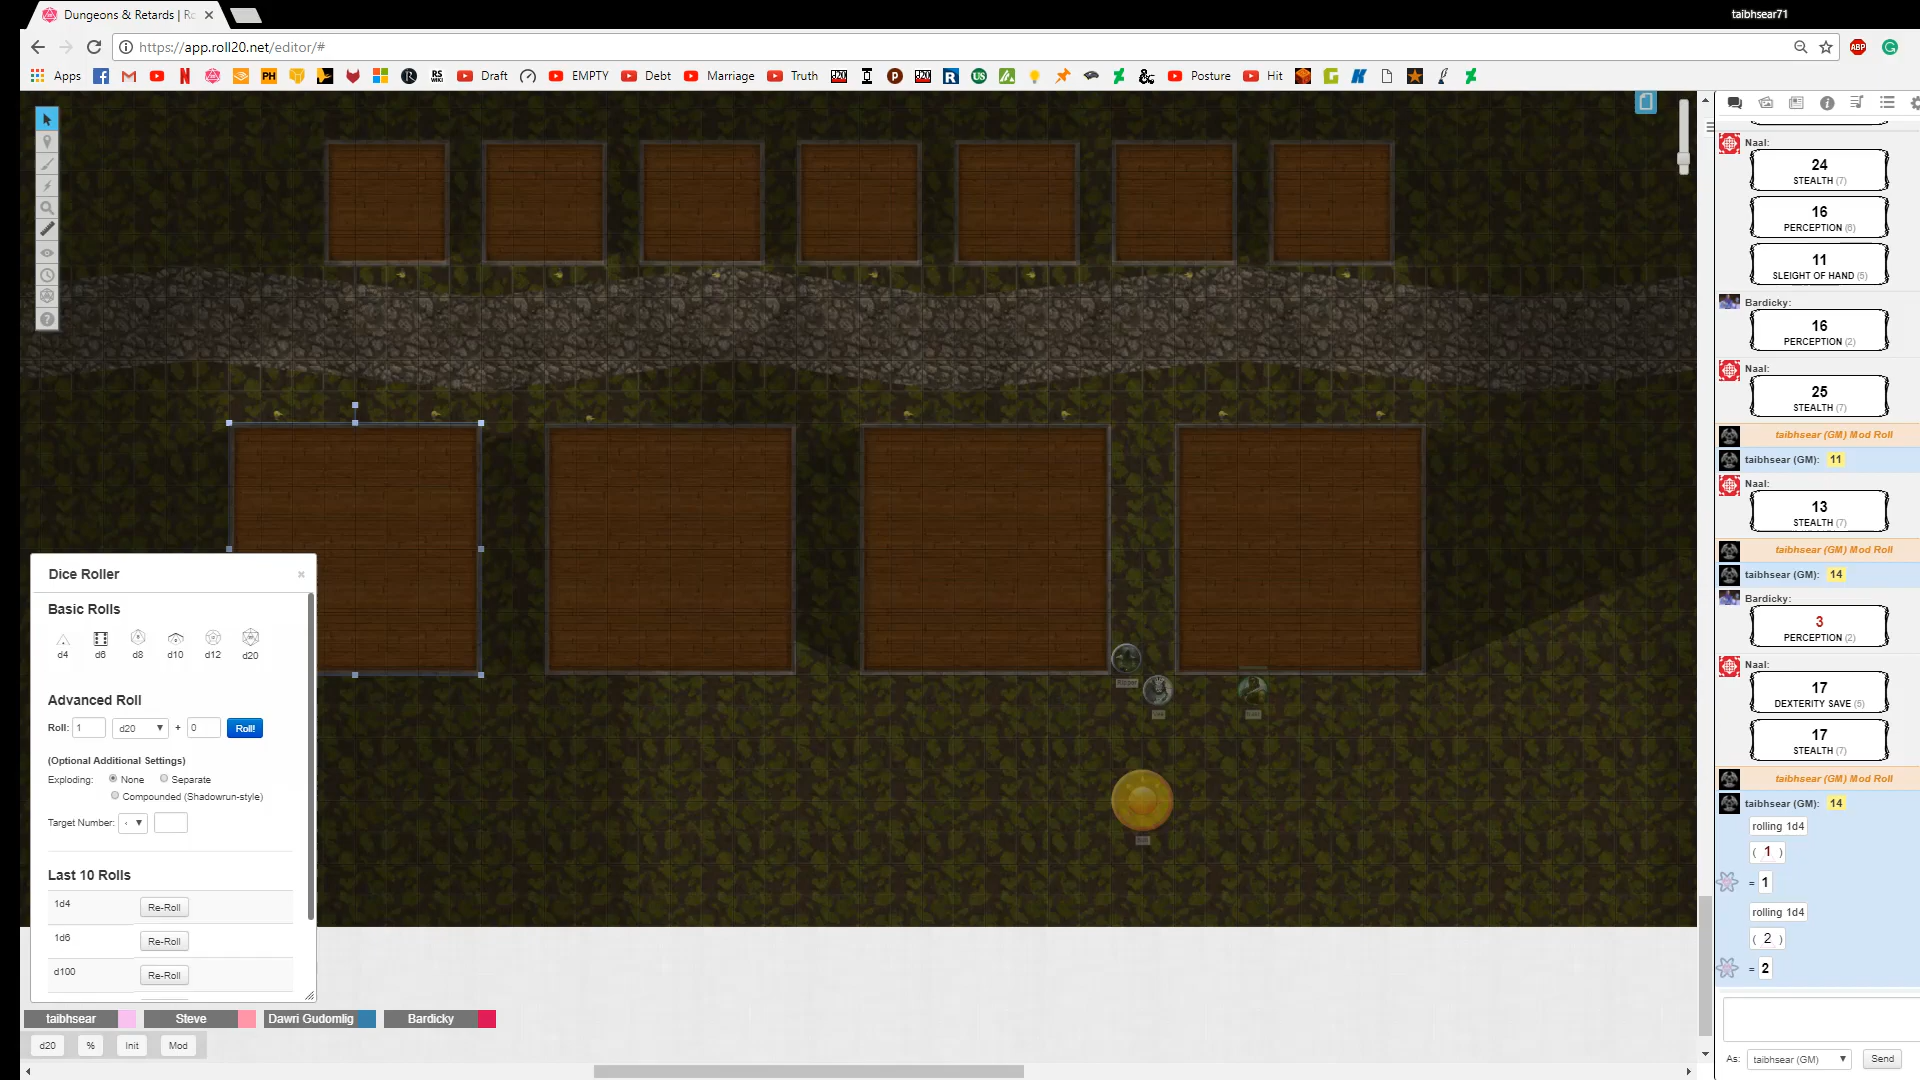 Dungeons & Retards | Ro
taibhsear71
https://app.roll20.net/editor/#
ABP
Apps
Draft
EMPTY
Debt
Marriage
Truth
Posture
Hit
Naal:
24
STEALTH (7)
16
PERCEPTION (6)
11
SLEIGHT OF HAND (5)
Bardicky:
16
PERCEPTION (2)
Naal:
25
STEALTH (7)
taibhsear (GM) Mod Roll
taibhsear (GM): 11
Naal:
13
STEALTH (7)
taibhsear (GM) Mod Roll
taibhsear (GM): 14
Bardicky:
3
PERCEPTION (2)
Naal:
17
DEXTERITY SAVE (5)
17
STEALTH (7)
taibhsear (GM) Mod Roll
taibhsear (GM): 14
rolling 1d4
( 1 )
= 1
rolling 1d4
( 2 )
= 2
As: taibhsear (GM) Send
Dice Roller
Basic Rolls
d4 d6 d8 d10 d12 d20
Advanced Roll
Roll: 1 d20 + 0 Roll!
(Optional Additional Settings)
Exploding: None Separate
Compounded (Shadowrun-style)
Target Number: <
Last 10 Rolls
1d4 Re-Roll
1d6 Re-Roll
d100 Re-Roll
taibhsear Steve Dawri Gudomlig Bardicky
d20 % Init Mod